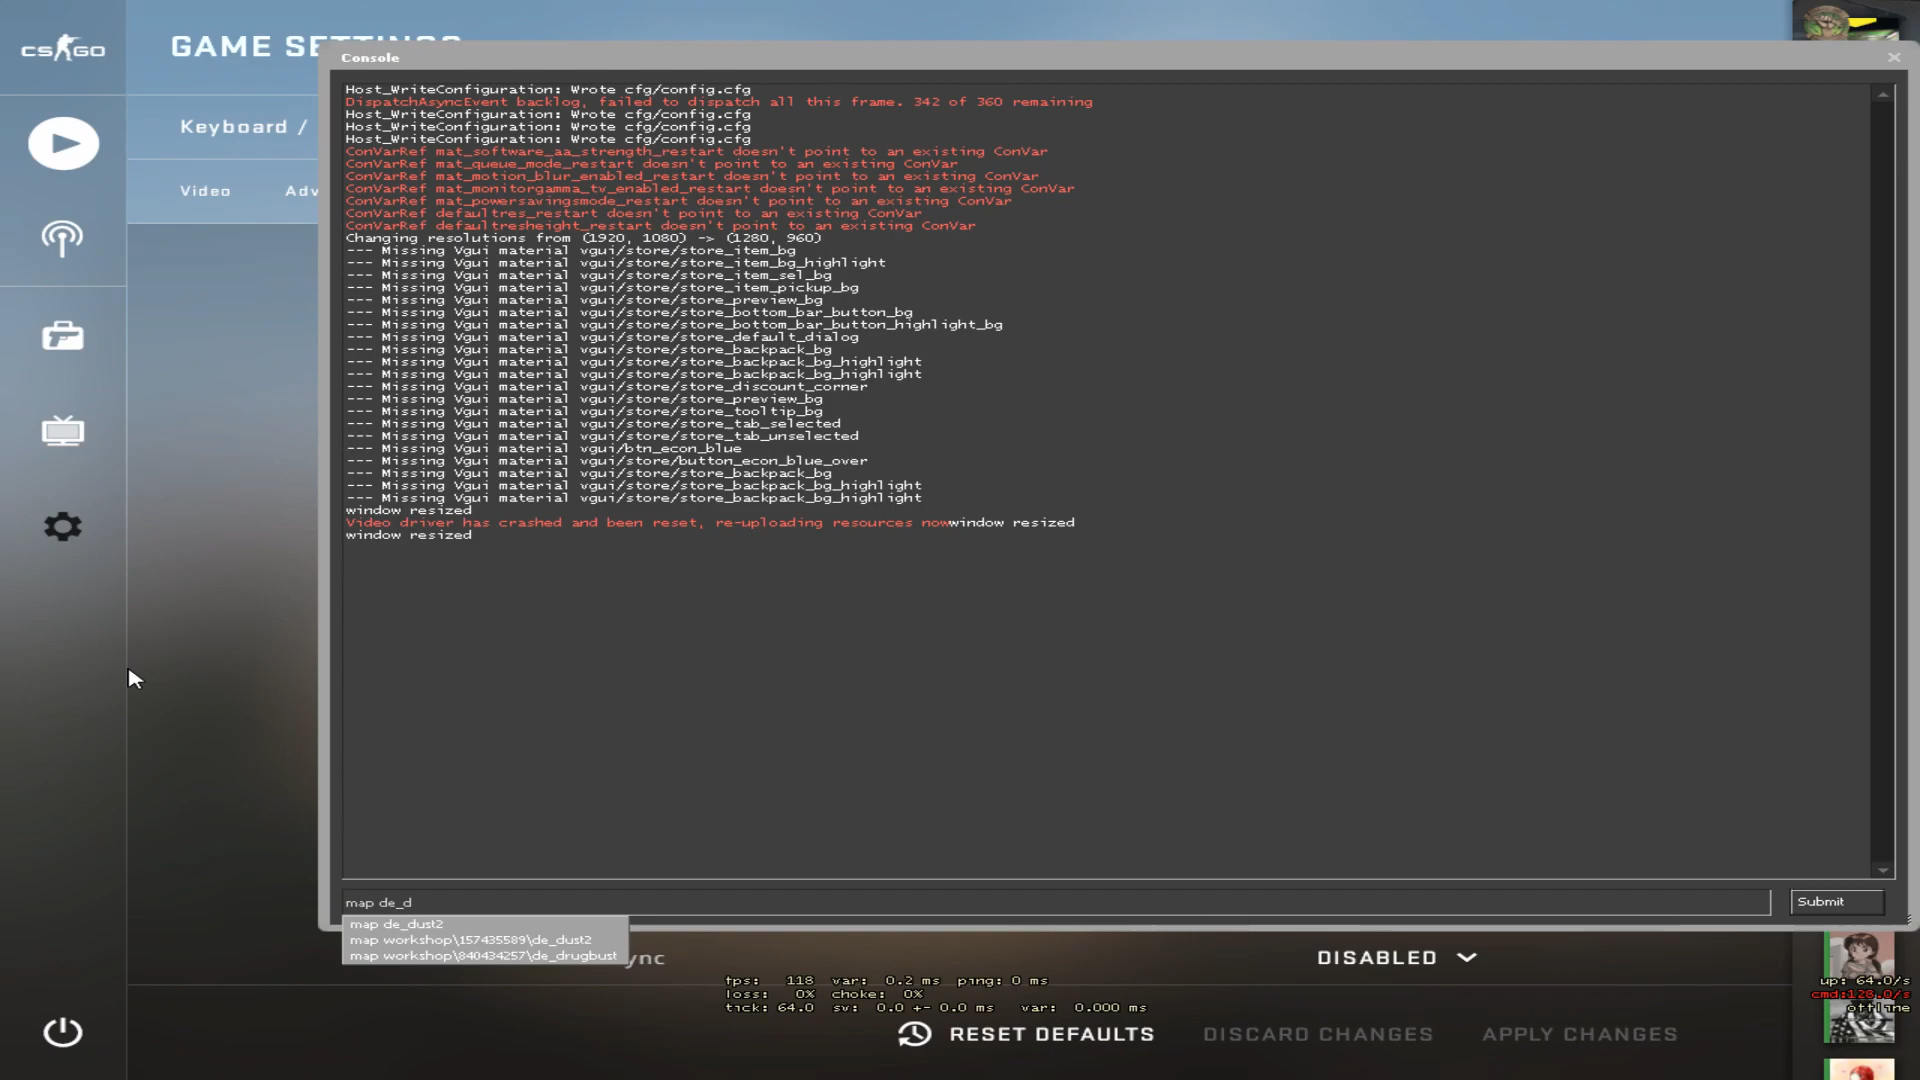 CS GO
GAME SETTINGS
Keyboard /
Video Adv
Console
Host_WriteConfiguration: Wrote cfg/config.cfg
DispatchAsyncEvent backlog, failed to dispatch all this frame. 342 of 360 remaining
Host_WriteConfiguration: Wrote cfg/config.cfg
Host_WriteConfiguration: Wrote cfg/config.cfg
Host_WriteConfiguration: Wrote cfg/config.cfg
ConVarRef mat_software_aa_strength_restart doesn't point to an existing ConVar
ConVarRef mat_queue_mode_restart doesn't point to an existing ConVar
ConVarRef mat_motion_blur_enabled_restart doesn't point to an existing ConVar
ConVarRef mat_monitorgamma_tv_enabled_restart doesn't point to an existing ConVar
ConVarRef mat_powersavingsmode_restart doesn't point to an existing ConVar
ConVarRef defaultres_restart doesn't point to an existing ConVar
ConVarRef defaultresheight_restart doesn't point to an existing ConVar
Changing resolutions from (1920, 1080) -> (1280, 960)
--- Missing Vgui material vgui/store/store_item_bg
--- Missing Vgui material vgui/store/store_item_bg_highlight
--- Missing Vgui material vgui/store/store_item_sel_bg
--- Missing Vgui material vgui/store/store_item_pickup_bg
--- Missing Vgui material vgui/store/store_preview_bg
--- Missing Vgui material vgui/store/store_bottom_bar_button_bg
--- Missing Vgui material vgui/store/store_bottom_bar_button_highlight_bg
--- Missing Vgui material vgui/store/store_default_dialog
--- Missing Vgui material vgui/store/store_backpack_bg
--- Missing Vgui material vgui/store/store_backpack_bg_highlight
--- Missing Vgui material vgui/store/store_backpack_bg_highlight
--- Missing Vgui material vgui/store/store_discount_corner
--- Missing Vgui material vgui/store/store_preview_bg
--- Missing Vgui material vgui/store/store_tooltip_bg
--- Missing Vgui material vgui/store/store_tab_selected
--- Missing Vgui material vgui/store/store_tab_unselected
--- Missing Vgui material vgui/btn_econ_blue
--- Missing Vgui material vgui/store/button_econ_blue_over
--- Missing Vgui material vgui/store/store_backpack_bg
--- Missing Vgui material vgui/store/store_backpack_bg_highlight
--- Missing Vgui material vgui/store/store_backpack_bg_highlight
window resized
Video driver has crashed and been reset, re-uploading resources nowwindow resized
window resized
map de_d
Submit
map de_dust2
map workshop\157435589\de_dust2
map workshop\840434257\de_drugbust
ync
DISABLED
fps: 118 var: 0.2 ms ping: 0 ms
loss: 0% choke: 0%
tick: 64.0 sv: 0.0 +- 0.0 ms var: 0.000 ms
up: 64.0/s
cmd:128.0/s
offline
RESET DEFAULTS
DISCARD CHANGES
APPLY CHANGES